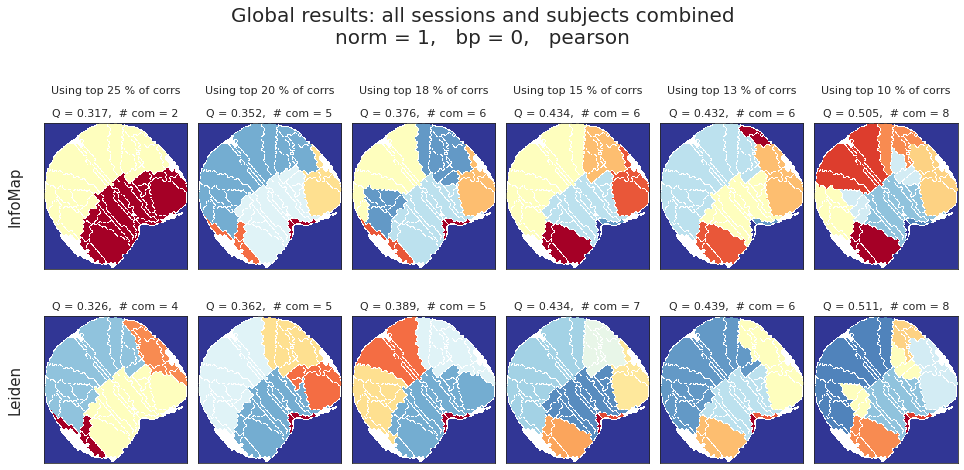 Global results: all sessions and subjects combined
norm = 1,   bp = 0,   pearson
Using top 25 % of corrs
Using top 20 % of corrs
Using top 18 % of corrs
Using top 15 % of corrs
Using top 13 % of corrs
Using top 10 % of corrs
Q = 0.317,  # com = 2
Q = 0.352,  # com = 5
Q = 0.376,  # com = 6
Q = 0.434,  # com = 6
Q = 0.432,  # com = 6
Q = 0.505,  # com = 8
InfoMap
Q = 0.326,  # com = 4
Q = 0.362,  # com = 5
Q = 0.389,  # com = 5
Q = 0.434,  # com = 7
Q = 0.439,  # com = 6
Q = 0.511,  # com = 8
Leiden